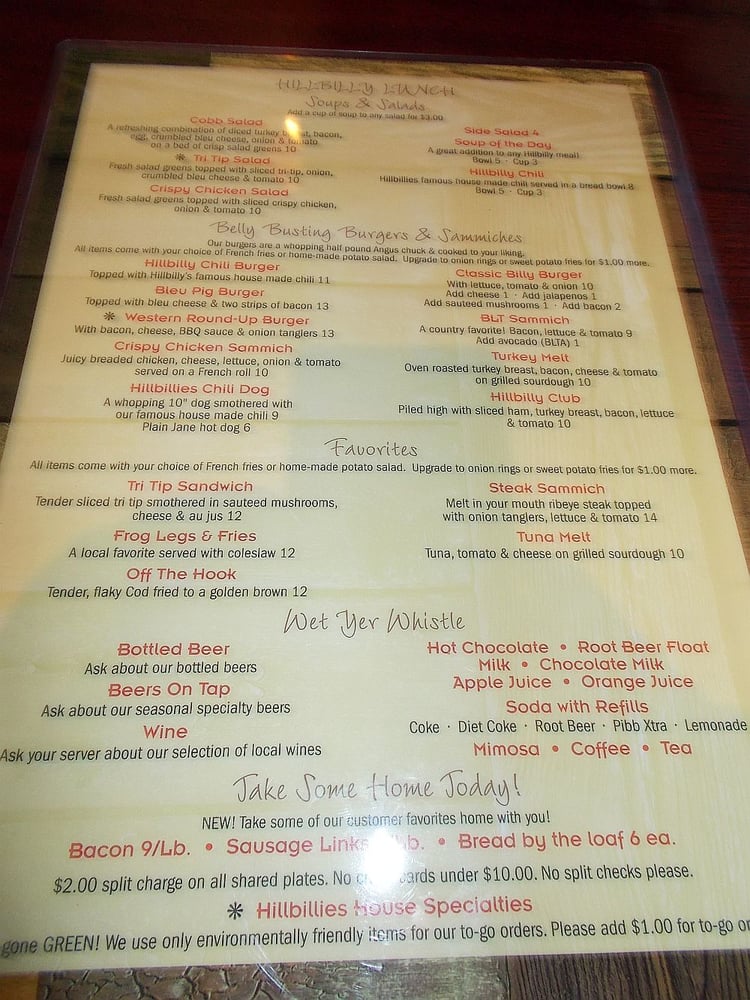 HILLBILLY LUNCH
Soups & Salads
Add a cup of soup to any salad for $3.00
Cobb Salad
A refreshing combination of diced turkey breast, bacon,
egg, crumbled bleu cheese, onion & tomato
on a bed of crisp salad greens 10
✻ Tri Tip Salad
Fresh salad greens topped with sliced tri-tip, onion,
crumbled bleu cheese & tomato 10
Crispy Chicken Salad
Fresh salad greens topped with sliced crispy chicken,
onion & tomato 10
Side Salad 4
Soup of the Day
A great addition to any Hillbilly meal!
Bowl 5 · Cup 3
Hillbilly Chili
Hillbillies famous house made chili served in a bread bowl 8
Bowl 5 · Cup 3
Belly Busting Burgers & Sammiches
Our burgers are a whopping half pound Angus chuck & cooked to your liking.
All items come with your choice of French fries or home-made potato salad. Upgrade to onion rings or sweet potato fries for $1.00 more.
Hillbilly Chili Burger
Topped with Hillbilly's famous house made chili 11
Bleu Pig Burger
Topped with bleu cheese & two strips of bacon 13
✻ Western Round-Up Burger
With bacon, cheese, BBQ sauce & onion tanglers 13
Crispy Chicken Sammich
Juicy breaded chicken, cheese, lettuce, onion & tomato
served on a French roll 10
Hillbillies Chili Dog
A whopping 10" dog smothered with
our famous house made chili 9
Plain Jane hot dog 6
Classic Billy Burger
With lettuce, tomato & onion 10
Add cheese 1 · Add jalapenos 1
Add sauteed mushrooms 1 · Add bacon 2
BLT Sammich
A country favorite! Bacon, lettuce & tomato 9
Add avocado (BLTA) 1
Turkey Melt
Oven roasted turkey breast, bacon, cheese & tomato
on grilled sourdough 10
Hillbilly Club
Piled high with sliced ham, turkey breast, bacon, lettuce
& tomato 10
Favorites
All items come with your choice of French fries or home-made potato salad. Upgrade to onion rings or sweet potato fries for $1.00 more.
Tri Tip Sandwich
Tender sliced tri tip smothered in sauteed mushrooms,
cheese & au jus 12
Frog Legs & Fries
A local favorite served with coleslaw 12
Off The Hook
Tender, flaky Cod fried to a golden brown 12
Steak Sammich
Melt in your mouth ribeye steak topped
with onion tanglers, lettuce & tomato 14
Tuna Melt
Tuna, tomato & cheese on grilled sourdough 10
Wet Yer Whistle
Bottled Beer
Ask about our bottled beers
Beers On Tap
Ask about our seasonal specialty beers
Wine
Ask your server about our selection of local wines
Hot Chocolate • Root Beer Float
Milk • Chocolate Milk
Apple Juice • Orange Juice
Soda with Refills
Coke · Diet Coke · Root Beer · Pibb Xtra · Lemonade
Mimosa • Coffee • Tea
Take Some Home Today!
NEW! Take some of our customer favorites home with you!
Bacon 9/Lb. • Sausage Links • Bread by the loaf 6 ea.
$2.00 split charge on all shared plates. No cards under $10.00. No split checks please.
✻ Hillbillies House Specialties
gone GREEN! We use only environmentally friendly items for our to-go orders. Please add $1.00 for to-go